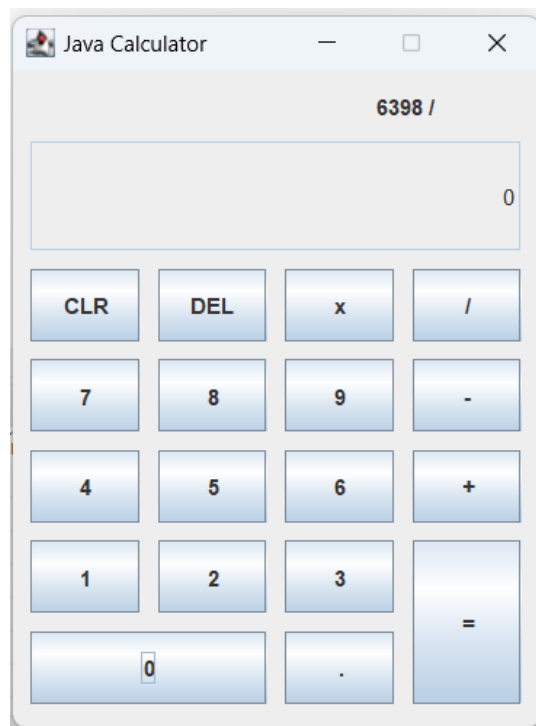 Java Calculator
6398 /
0
CLR DEL x /
7 8 9 -
4 5 6 +
1 2 3
=
0 .